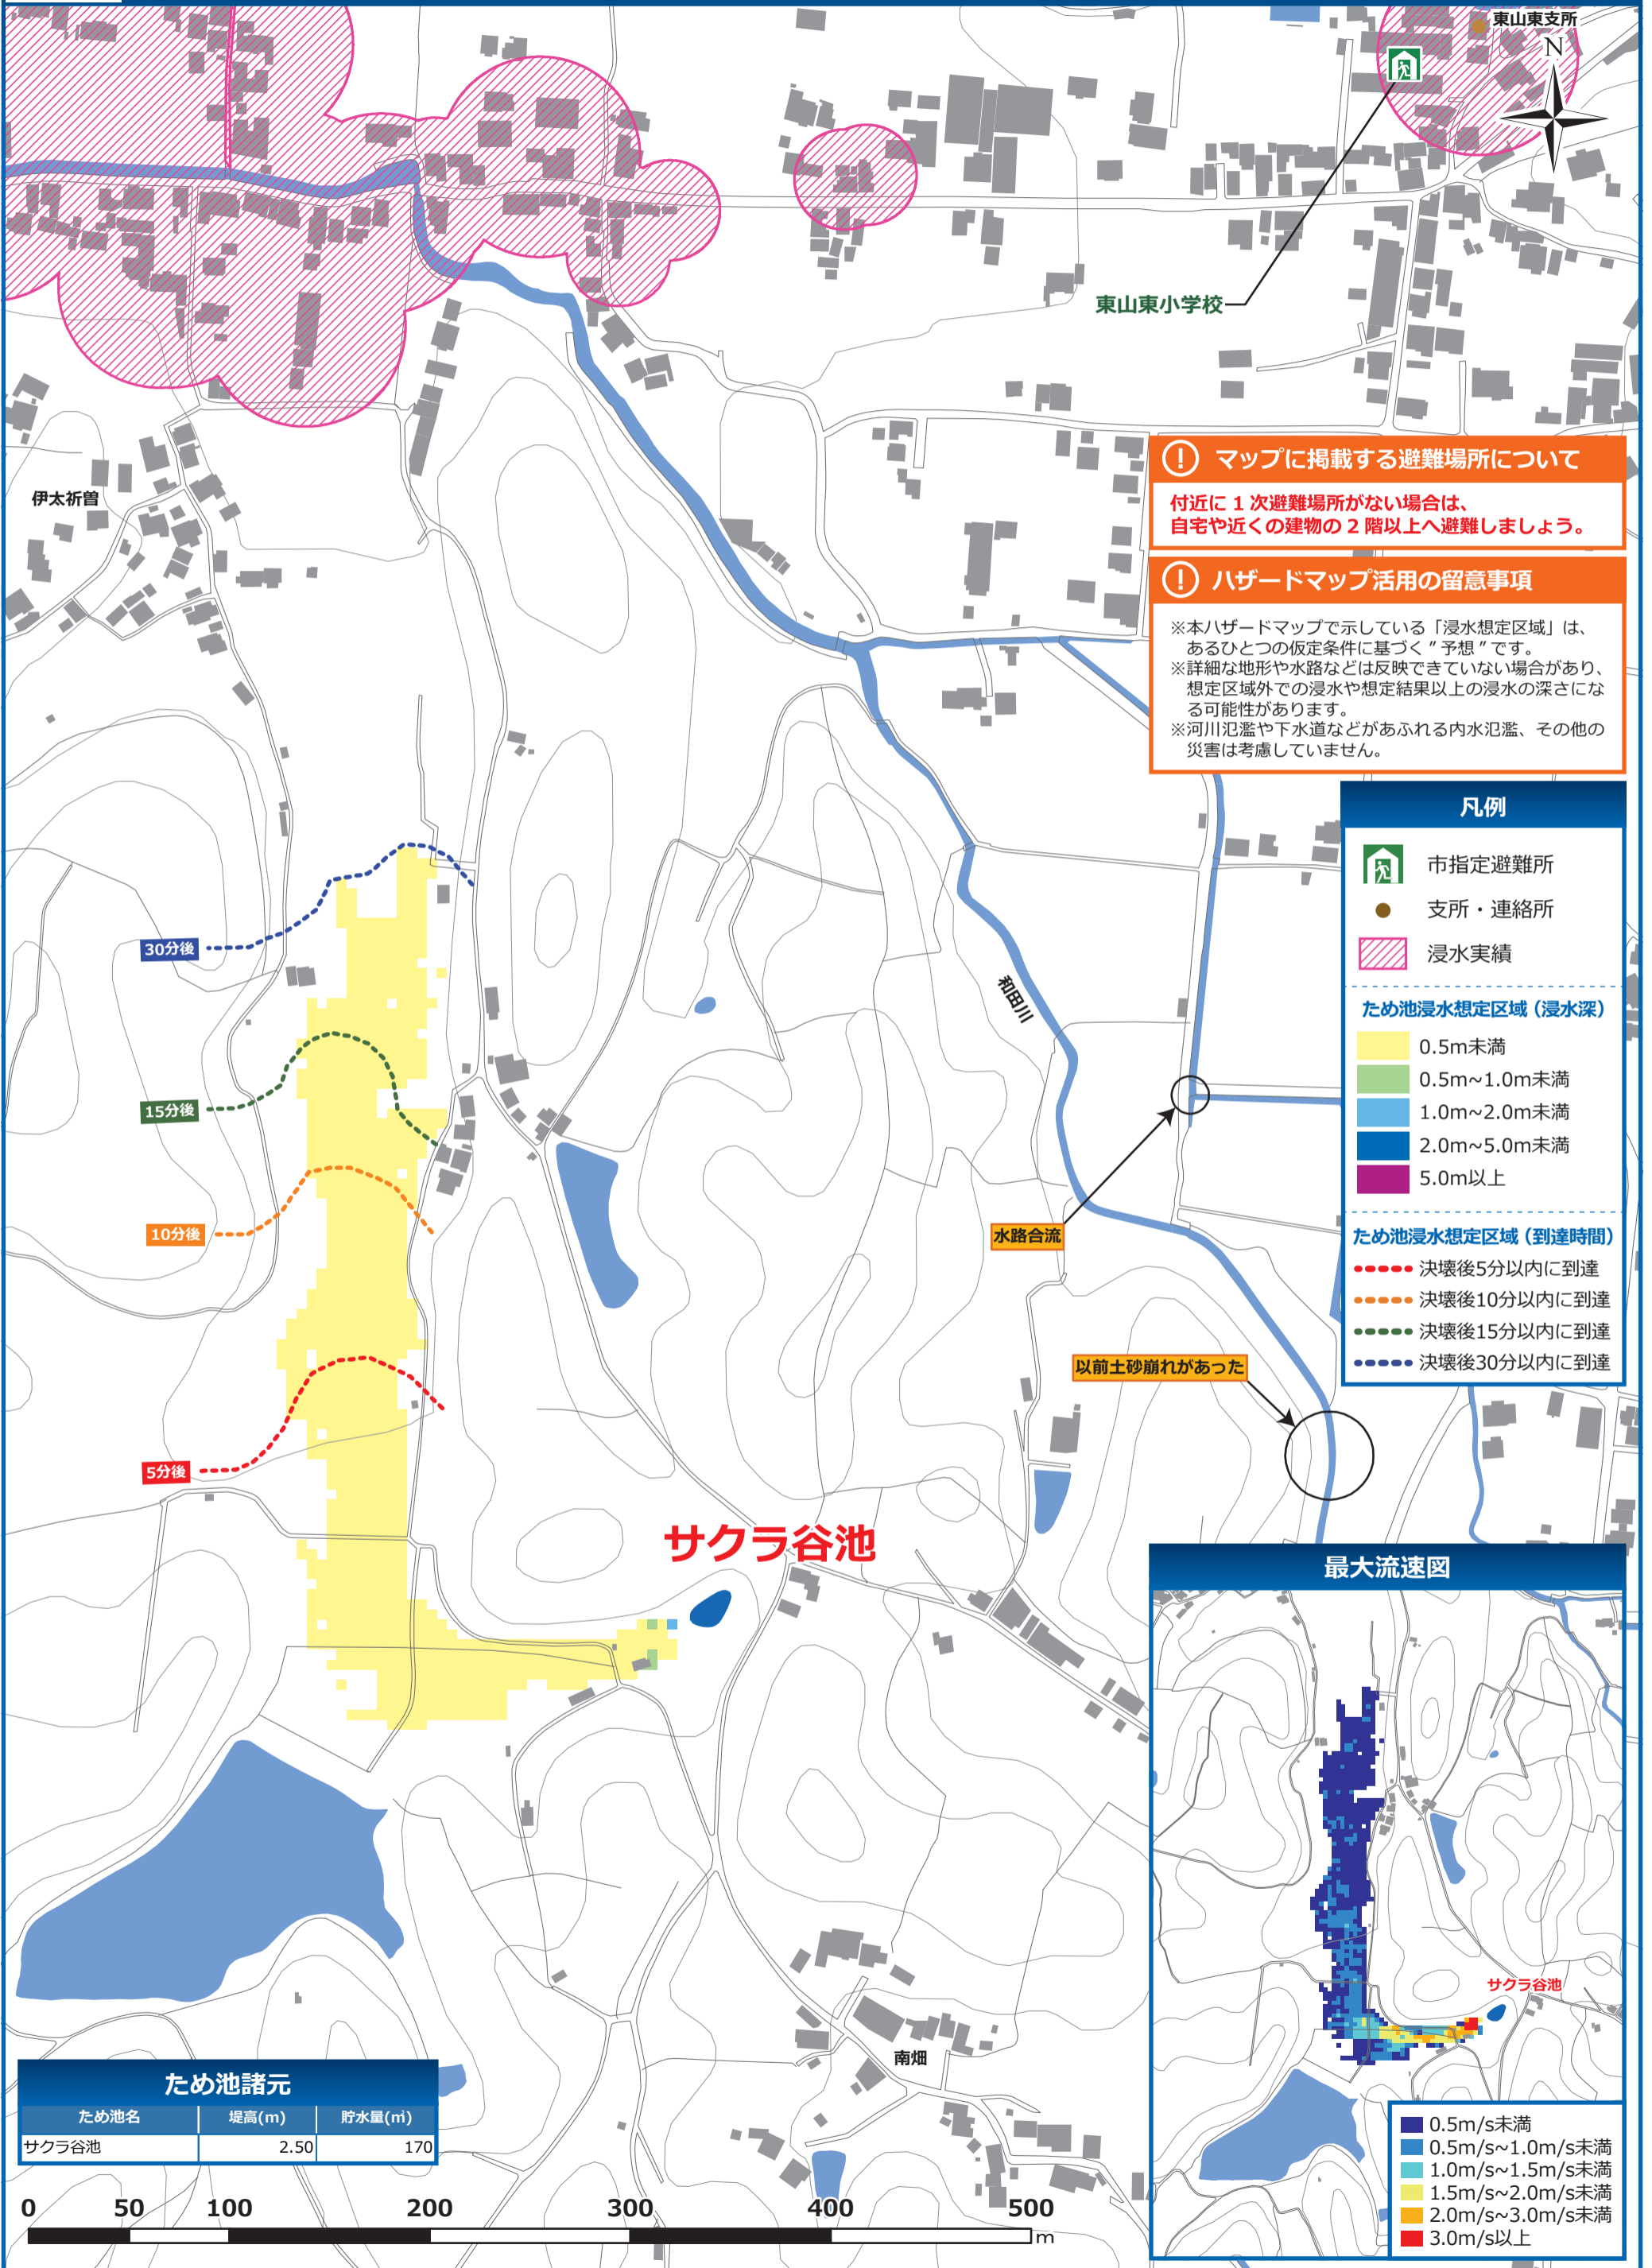 東山東支所
N
東山東小学校
伊太祈曽
マップに掲載する避難場所について
付近に1次避難場所がない場合は、
自宅や近くの建物の2階以上へ避難しましょう。
ハザードマップ活用の留意事項
※本ハザードマップで示している「浸水想定区域」は、
あるひとつの仮定条件に基づく"予想"です。
※詳細な地形や水路などは反映できていない場合があり、
想定区域外での浸水や想定結果以上の浸水の深さにな
る可能性があります。
※河川氾濫や下水道などがあふれる内水氾濫、その他の
災害は考慮していません。
凡例
市指定避難所
支所・連絡所
浸水実績
ため池浸水想定区域（浸水深）
0.5m未満
0.5m~1.0m未満
1.0m~2.0m未満
2.0m~5.0m未満
5.0m以上
ため池浸水想定区域（到達時間）
決壊後5分以内に到達
決壊後10分以内に到達
決壊後15分以内に到達
決壊後30分以内に到達
30分後
15分後
10分後
5分後
和田川
水路合流
以前土砂崩れがあった
サクラ谷池
南畑
最大流速図
サクラ谷池
0.5m/s未満
0.5m/s~1.0m/s未満
1.0m/s~1.5m/s未満
1.5m/s~2.0m/s未満
2.0m/s~3.0m/s未満
3.0m/s以上
ため池諸元
ため池名 堤高(m) 貯水量(㎥)
サクラ谷池 2.50 170
0 50 100 200 300 400 500
m